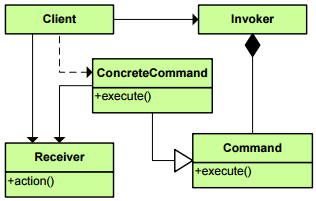 Client
Invoker
ConcreteCommand
+execute()
Receiver
+action()
Command
+execute()